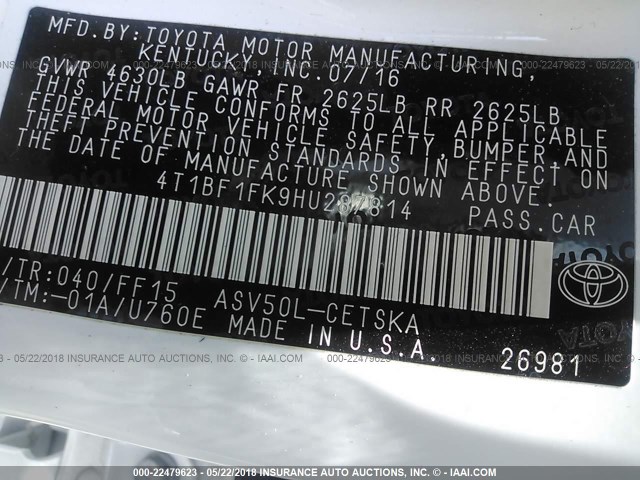 MFD.BY:TOYOTA MOTOR MANUFACTURING,
KENTUCKY, INC. 07/16
GVWR 4630LB GAWR FR 2625LB RR 2625LB
THIS VEHICLE CONFORMS TO ALL APPLICABLE
FEDERAL MOTOR VEHICLE SAFETY, BUMPER, AND
THEFT PREVENTION STANDARDS IN EFFECT ON
THE DATE OF MANUFACTURE SHOWN ABOVE.
PASS.CAR
/TR:040/FF15 ASV50L-CETSKA
/TM:-01A/U760E MADE IN U.S.A
26981
TOYOTA
000-22479623 - 05/22/2018 INSURANCE AUTO AUCTIONS, INC. © - IAAI.COM